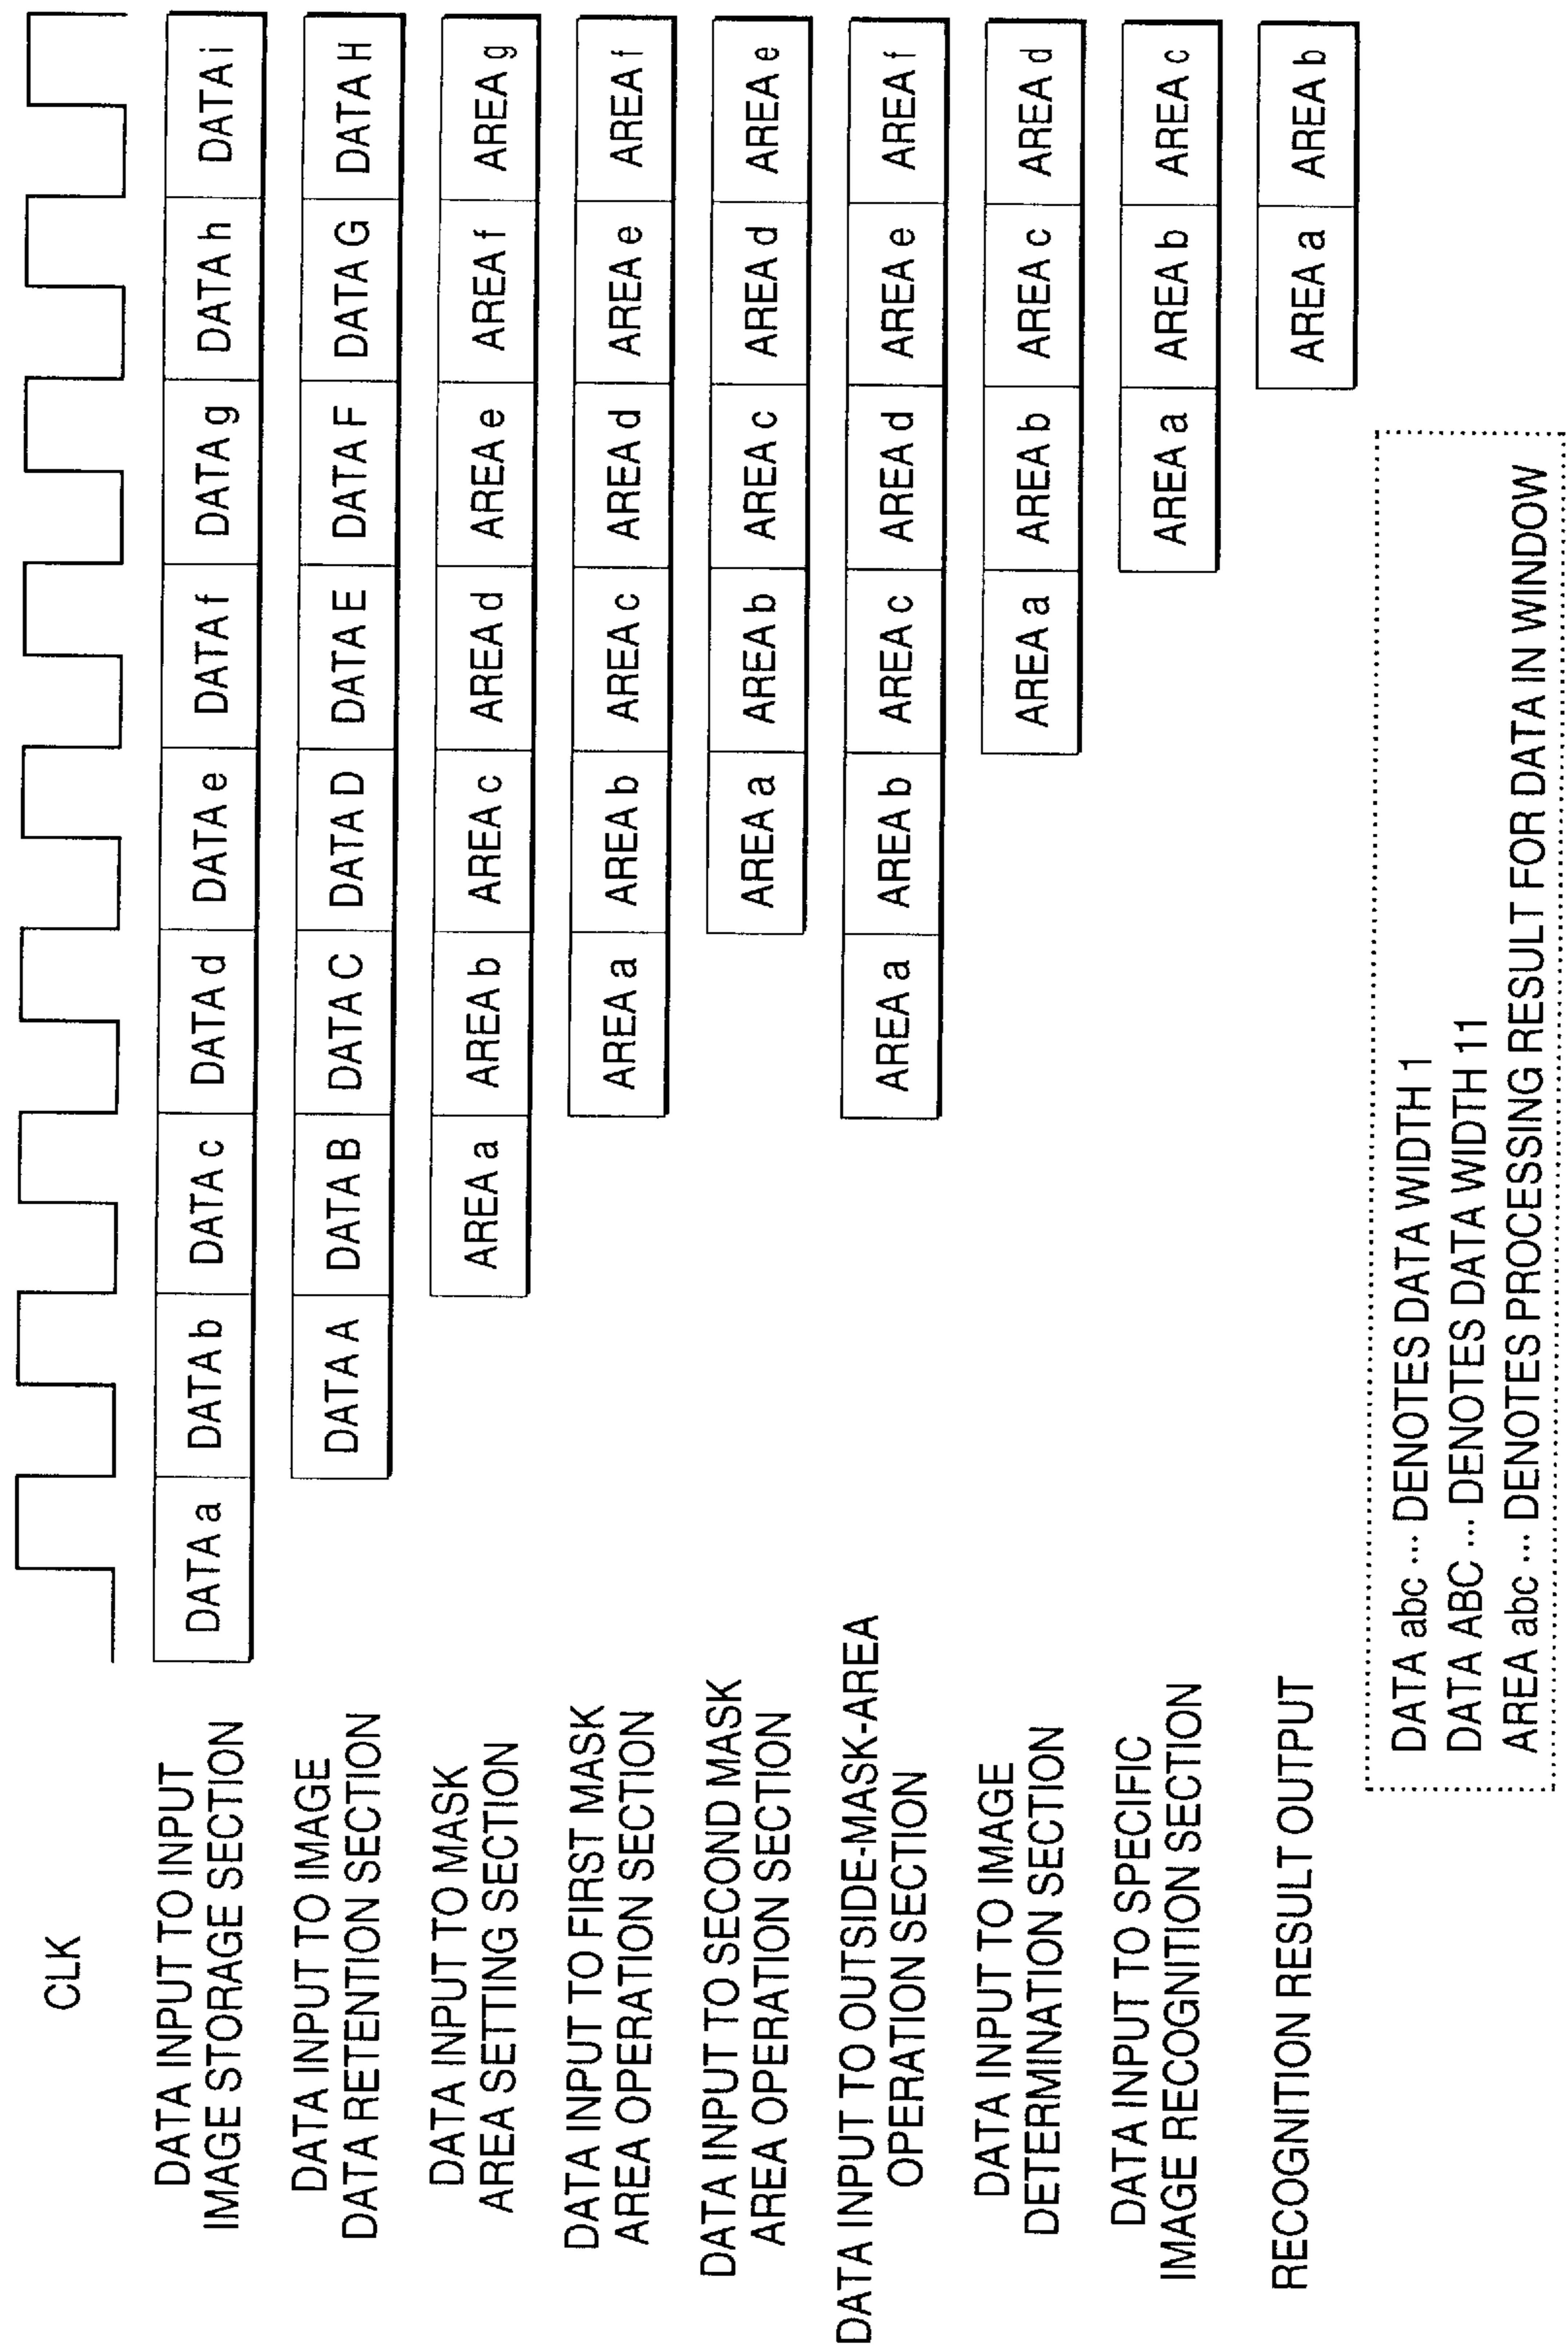 CLK
DATA INPUT TO INPUT
IMAGE STORAGE SECTION
DATA a DATA b DATA c DATA d DATA e DATA f DATA g DATA h DATA i
DATA INPUT TO IMAGE
DATA RETENTION SECTION
DATA A DATA B DATA C DATA D DATA E DATA F DATA G DATA H
DATA INPUT TO MASK
AREA SETTING SECTION
AREA a AREA b AREA c AREA d AREA e AREA f AREA g
DATA INPUT TO FIRST MASK
AREA OPERATION SECTION
AREA a AREA b AREA c AREA d AREA e AREA f
DATA INPUT TO SECOND MASK
AREA OPERATION SECTION
AREA a AREA b AREA c AREA d AREA e
DATA INPUT TO OUTSIDE-MASK-AREA
OPERATION SECTION
AREA a AREA b AREA c AREA d AREA e AREA f
DATA INPUT TO IMAGE
DETERMINATION SECTION
AREA a AREA b AREA c AREA d
DATA INPUT TO SPECIFIC
IMAGE RECOGNITION SECTION
AREA a AREA b AREA c
RECOGNITION RESULT OUTPUT
AREA a AREA b
DATA abc ... DENOTES DATA WIDTH 1
DATA ABC ... DENOTES DATA WIDTH 11
AREA abc ... DENOTES PROCESSING RESULT FOR DATA IN WINDOW